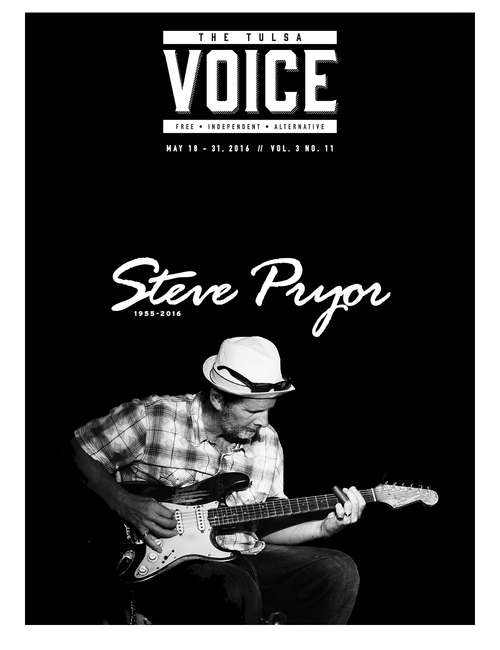 THE TULSA
VOICE
FREE • INDEPENDENT • ALTERNATIVE
MAY 18 – 31, 2016 // VOL. 3 NO. 11
Steve Pryor
1955-2016